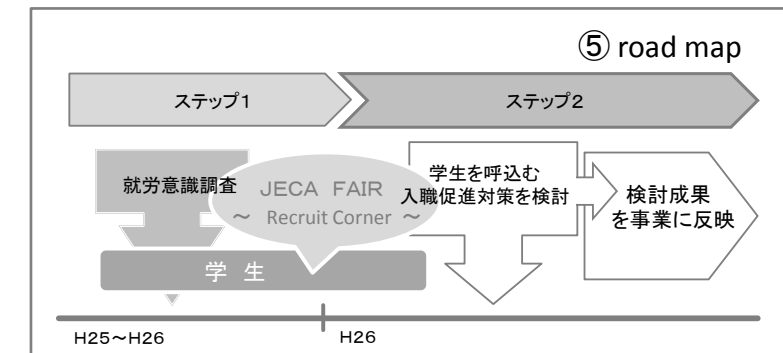 ⑤ road map
ステップ1
ステップ2
就労意識調査
JECA FAIR
~ Recruit Corner ~
学生を呼込む
入職促進対策を検討
検討成果
を事業に反映
学 生
H25~H26
H26